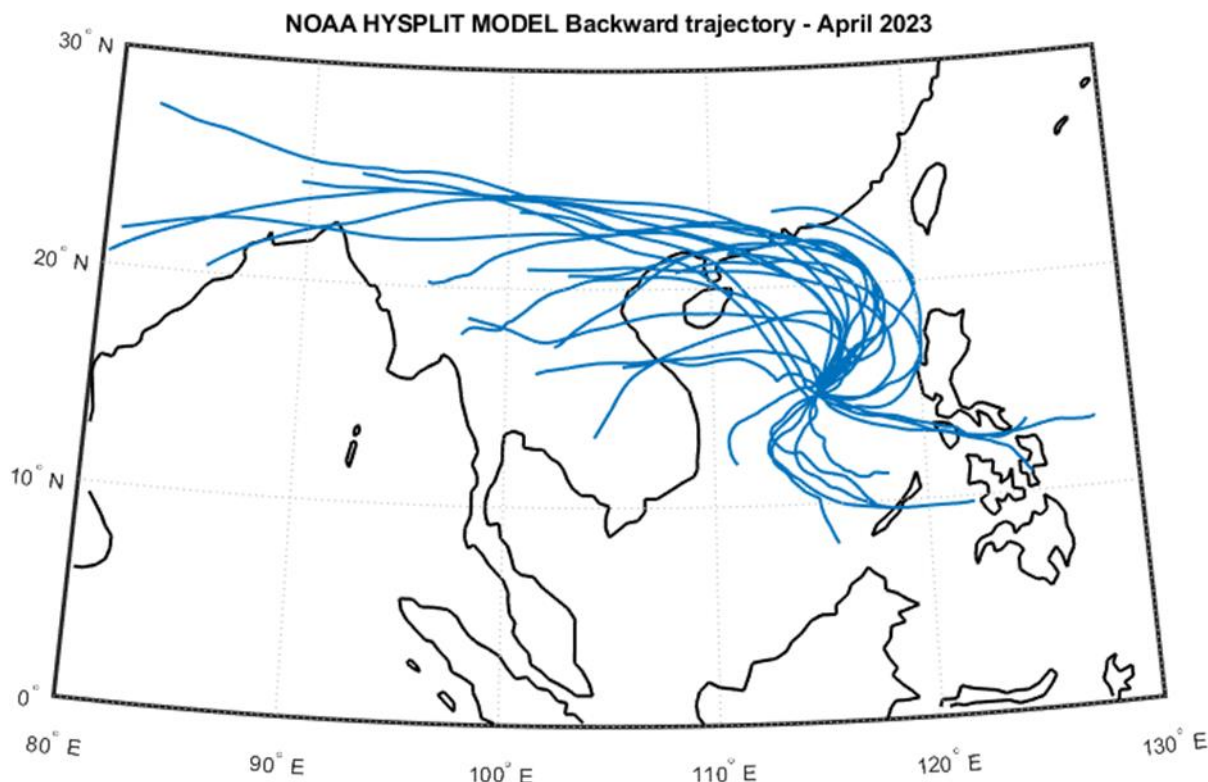 NOAA HYSPLIT MODEL Backward trajectory - April 2023
30° N
20° N
10° N
0°
80° E
90° E
100° E
110° E
120° E
130° E